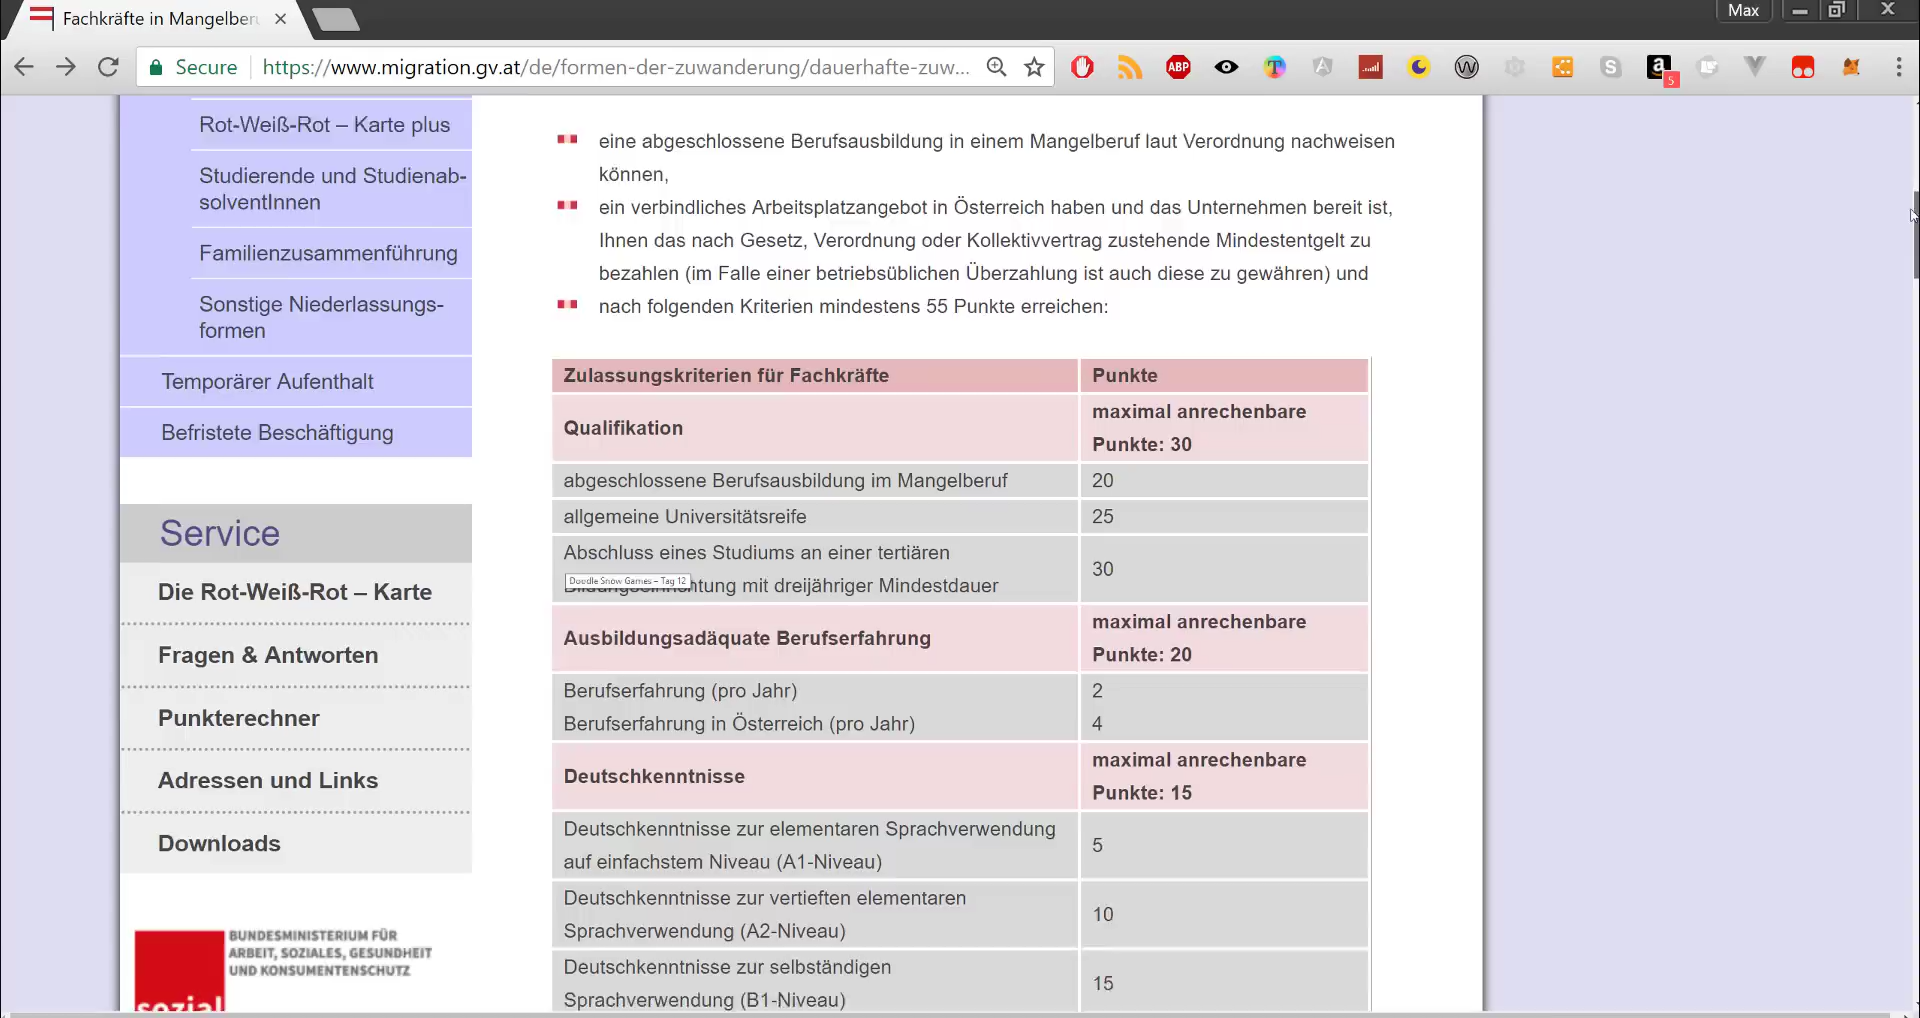 Fachkräfte in Mangelber
Max
Secure
https://www.migration.gv.at/de/formen-der-zuwanderung/dauerhafte-zuw...
ABP
T
A
W
S
a
5
Rot-Weiß-Rot – Karte plus
Studierende und Studienab-
solventInnen
Familienzusammenführung
Sonstige Niederlassungs-
formen
Temporärer Aufenthalt
Befristete Beschäftigung
Service
Die Rot-Weiß-Rot – Karte
Fragen & Antworten
Punkterechner
Adressen und Links
Downloads
BUNDESMINISTERIUM FÜR
ARBEIT, SOZIALES, GESUNDHEIT
UND KONSUMENTENSCHUTZ
sozial
eine abgeschlossene Berufsausbildung in einem Mangelberuf laut Verordnung nachweisen
können,
ein verbindliches Arbeitsplatzangebot in Österreich haben und das Unternehmen bereit ist,
Ihnen das nach Gesetz, Verordnung oder Kollektivvertrag zustehende Mindestentgelt zu
bezahlen (im Falle einer betriebsüblichen Überzahlung ist auch diese zu gewähren) und
nach folgenden Kriterien mindestens 55 Punkte erreichen:
Zulassungskriterien für Fachkräfte Punkte
Qualifikation maximal anrechenbare
Punkte: 30
abgeschlossene Berufsausbildung im Mangelberuf 20
allgemeine Universitätsreife 25
Abschluss eines Studiums an einer tertiären
Doodle Snow Games – Tag 12
mit dreijähriger Mindestdauer
30
Ausbildungsadäquate Berufserfahrung maximal anrechenbare
Punkte: 20
Berufserfahrung (pro Jahr) 2
Berufserfahrung in Österreich (pro Jahr) 4
Deutschkenntnisse maximal anrechenbare
Punkte: 15
Deutschkenntnisse zur elementaren Sprachverwendung
auf einfachstem Niveau (A1-Niveau)
5
Deutschkenntnisse zur vertieften elementaren
Sprachverwendung (A2-Niveau)
10
Deutschkenntnisse zur selbständigen
Sprachverwendung (B1-Niveau)
15